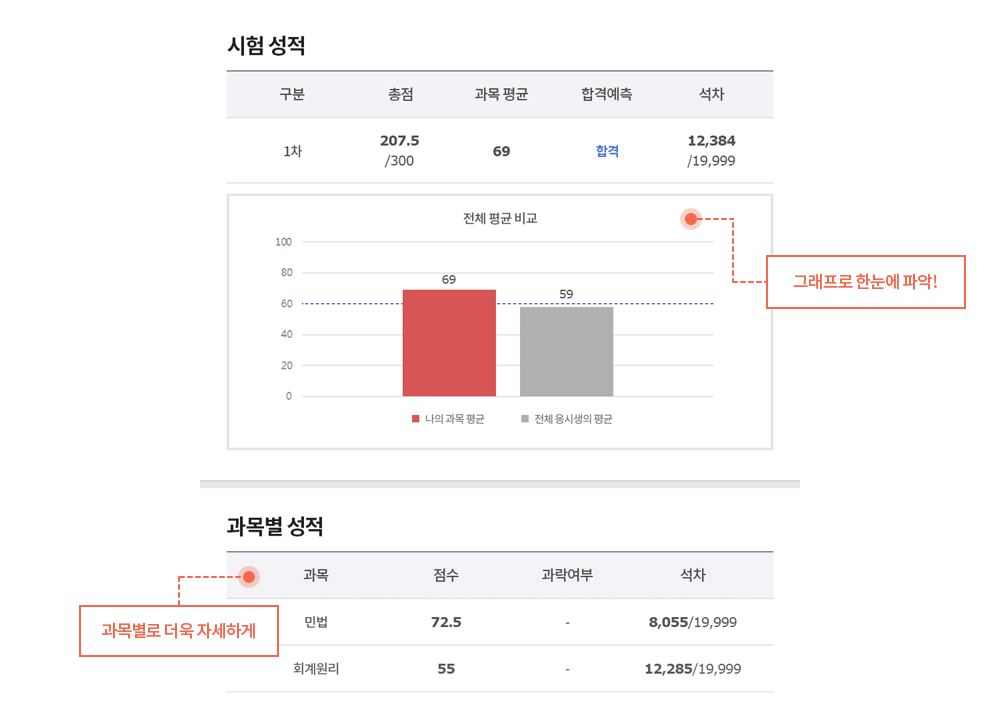 시험 성적
구분 총점 과목 평균 합격예측 석차
1차 207.5 /300 69 합격 12,384 /19,999
전체 평균 비교
100
80
60
40
20
0
69
59
나의 과목 평균 전체 응시생의 평균
그래프로 한눈에 파악!
과목별 성적
과목 점수 과락여부 석차
과목별로 더욱 자세하게
민법 72.5 - 8,055/19,999
회계원리 55 - 12,285/19,999